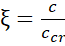 ξ = c / c_cr